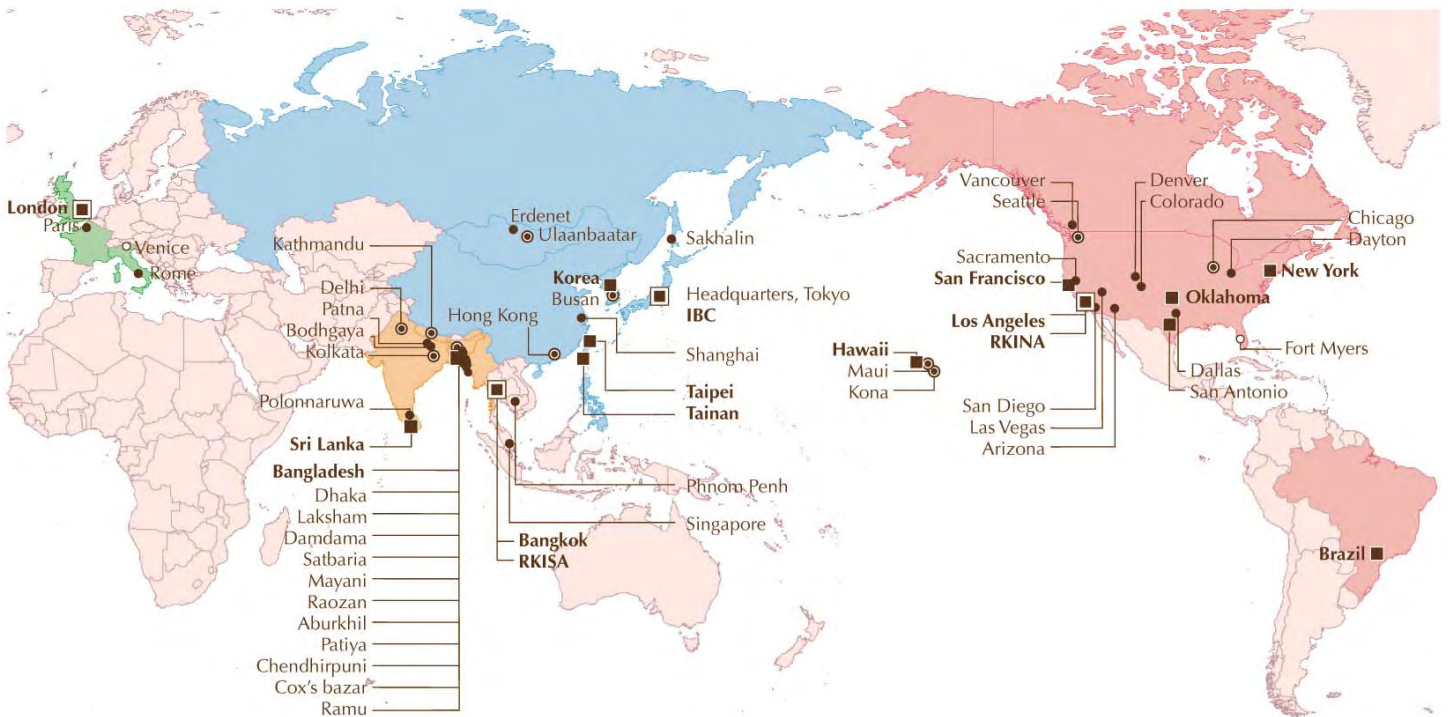 London
Paris
Venice
Rome
Kathmandu
Delhi
Patna
Bodhgaya
Kolkata
Polonnaruwa
Sri Lanka
Bangladesh
Dhaka
Laksham
Damdama
Satbaria
Mayani
Raozan
Aburkhil
Patiya
Chendhirpuni
Cox's bazar
Ramu
Erdenet
Ulaanbaatar
Sakhalin
Korea
Busan
Headquarters, Tokyo
IBC
Hong Kong
Shanghai
Taipei
Tainan
Phnom Penh
Singapore
Bangkok
RKISA
Hawaii
Maui
Kona
Vancouver
Seattle
Sacramento
San Francisco
Los Angeles
RKINA
San Diego
Las Vegas
Arizona
Denver
Colorado
Chicago
Dayton
New York
Oklahoma
Fort Myers
Dallas
San Antonio
Brazil